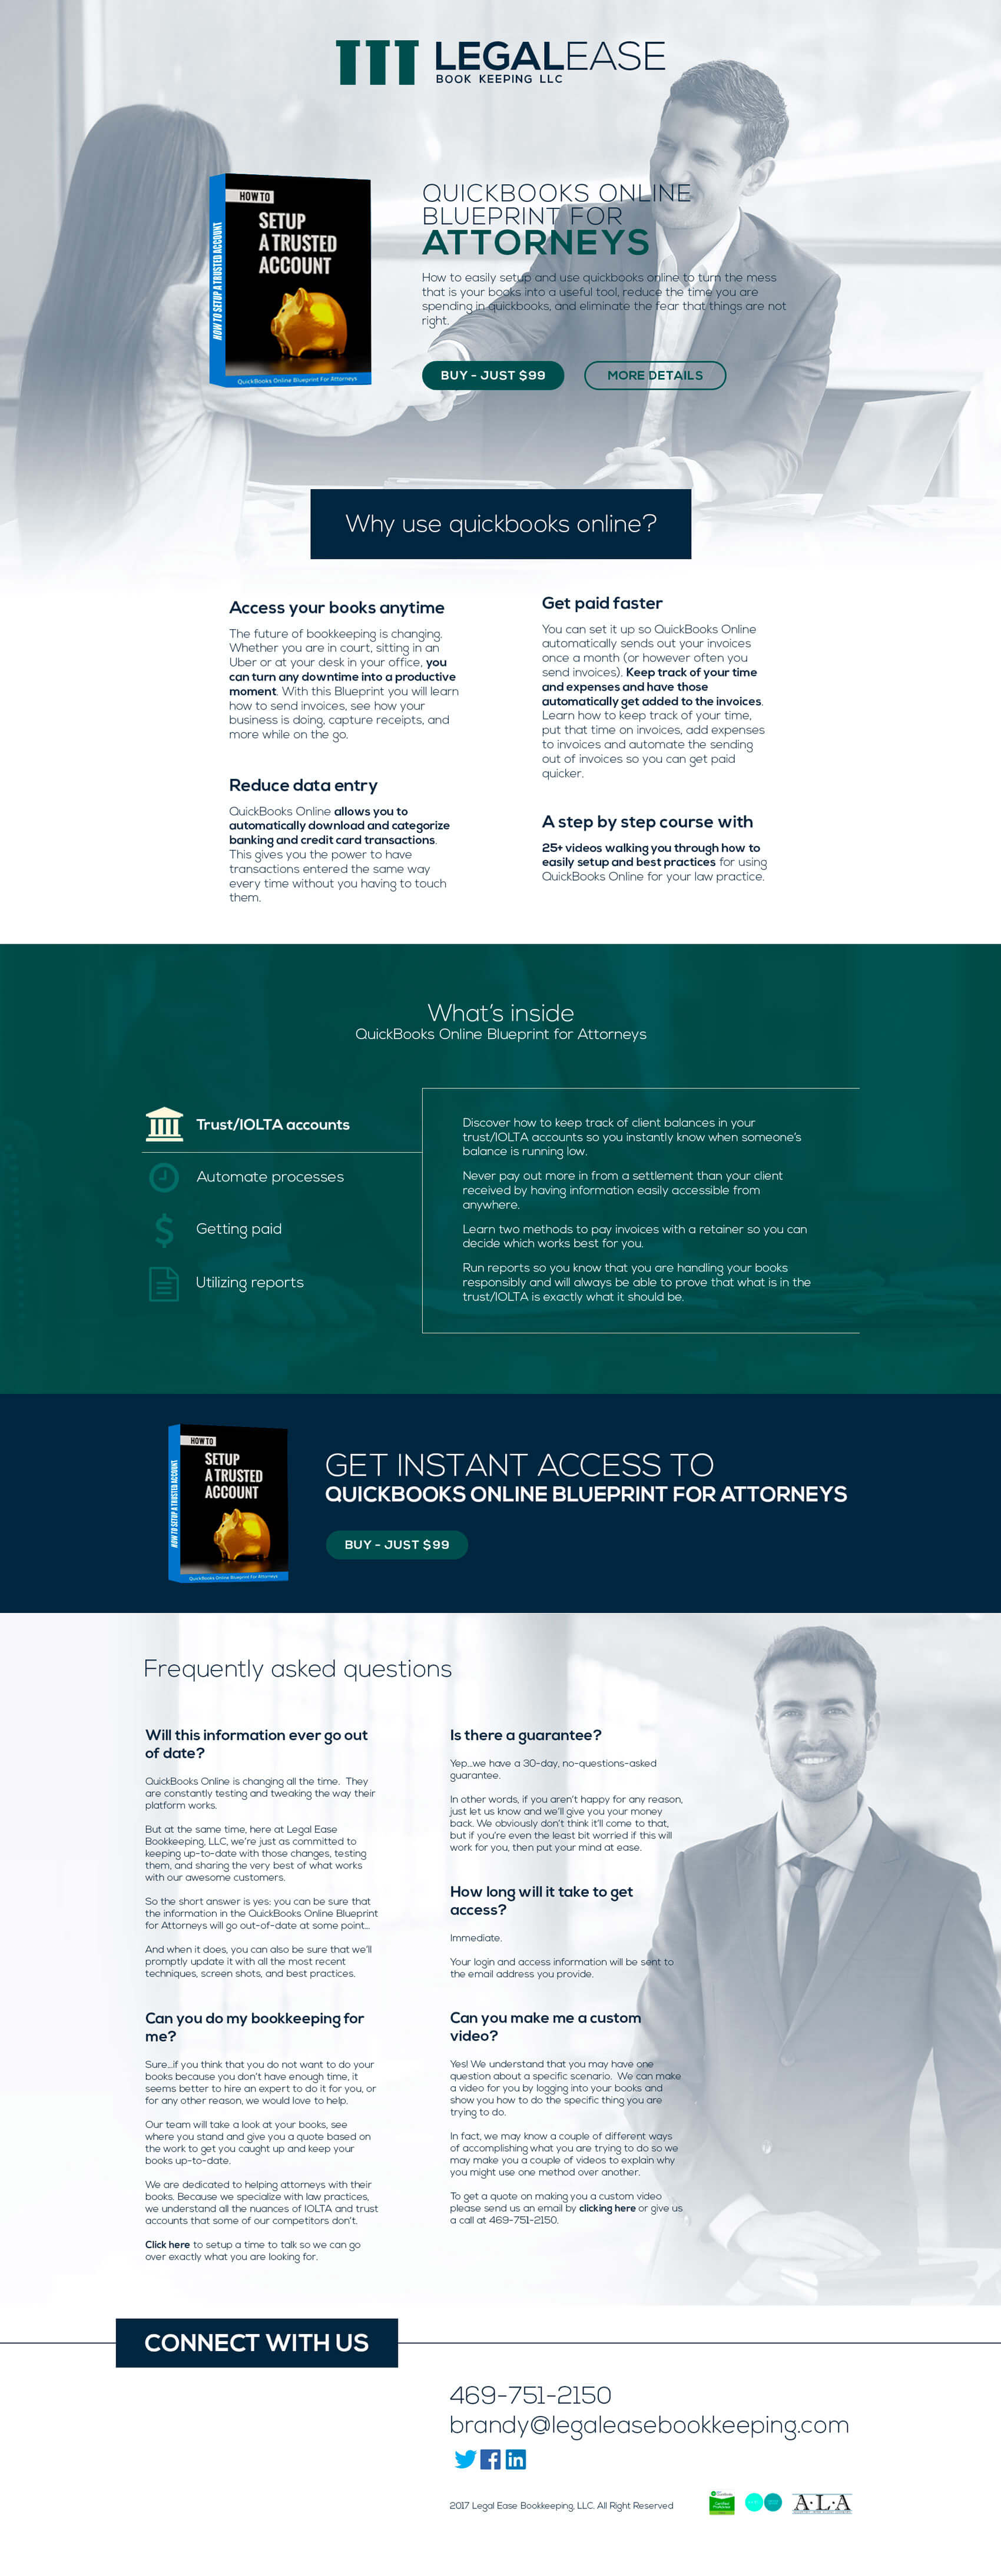 LEGALEASE
BOOK KEEPING LLC
HOW TO
SETUP
A TRUSTED
ACCOUNT
HOW TO SETUP A TRUSTED ACCOUNT
QuickBooks Online Blueprint For Attorneys
QUICKBOOKS ONLINE
BLUEPRINT FOR
ATTORNEYS
How to easily setup and use quickbooks online to turn the mess
that is your books into a useful tool, reduce the time you are
spending in quickbooks, and eliminate the fear that things are not
right.
BUY - JUST $99
MORE DETAILS
Why use quickbooks online?
Access your books anytime
The future of bookkeeping is changing.
Whether you are in court, sitting in an
Uber or at your desk in your office, you
can turn any downtime into a productive
moment. With this Blueprint you will learn
how to send invoices, see how your
business is doing, capture receipts, and
more while on the go.
Reduce data entry
QuickBooks Online allows you to
automatically download and categorize
banking and credit card transactions.
This gives you the power to have
transactions entered the same way
every time without you having to touch
them.
Get paid faster
You can set it up so QuickBooks Online
automatically sends out your invoices
once a month (or however often you
send invoices). Keep track of your time
and expenses and have those
automatically get added to the invoices.
Learn how to keep track of your time,
put that time on invoices, add expenses
to invoices and automate the sending
out of invoices so you can get paid
quicker.
A step by step course with
25+ videos walking you through how to
easily setup and best practices for using
QuickBooks Online for your law practice.
What's inside
QuickBooks Online Blueprint for Attorneys
Trust/IOLTA accounts
Automate processes
Getting paid
Utilizing reports
Discover how to keep track of client balances in your
trust/IOLTA accounts so you instantly know when someone's
balance is running low.
Never pay out more in from a settlement than your client
received by having information easily accessible from
anywhere.
Learn two methods to pay invoices with a retainer so you can
decide which works best for you.
Run reports so you know that you are handling your books
responsibly and will always be able to prove that what is in the
trust/IOLTA is exactly what it should be.
HOW TO
SETUP
A TRUSTED
ACCOUNT
HOW TO SETUP A TRUSTED ACCOUNT
QuickBooks Online Blueprint For Attorneys
GET INSTANT ACCESS TO
QUICKBOOKS ONLINE BLUEPRINT FOR ATTORNEYS
BUY - JUST $99
Frequently asked questions
Will this information ever go out
of date?
QuickBooks Online is changing all the time. They
are constantly testing and tweaking the way their
platform works.
But at the same time, here at Legal Ease
Bookkeeping, LLC, we're just as committed to
keeping up-to-date with those changes, testing
them, and sharing the very best of what works
with our awesome customers.
So the short answer is yes: you can be sure that
the information in the QuickBooks Online Blueprint
for Attorneys will go out-of-date at some point...
And when it does, you can also be sure that we'll
promptly update it with all the most recent
techniques, screen shots, and best practices.
Can you do my bookkeeping for
me?
Sure...if you think that you do not want to do your
books because you don't have enough time, it
seems better to hire an expert to do it for you, or
for any other reason, we would love to help.
Our team will take a look at your books, see
where you stand and give you a quote based on
the work to get you caught up and keep your
books up-to-date.
We are dedicated to helping attorneys with their
books. Because we specialize with law practices,
we understand all the nuances of IOLTA and trust
accounts that some of our competitors don't.
Click here to setup a time to talk so we can go
over exactly what you are looking for.
Is there a guarantee?
Yep...we have a 30-day, no-questions-asked
guarantee.
In other words, if you aren't happy for any reason,
just let us know and we'll give you your money
back. We obviously don't think it'll come to that,
but if you're even the least bit worried if this will
work for you, then put your mind at ease.
How long will it take to get
access?
Immediate.
Your login and access information will be sent to
the email address you provide.
Can you make me a custom
video?
Yes! We understand that you may have one
question about a specific scenario. We can make
a video for you by logging into your books and
show you how to do the specific thing you are
trying to do.
In fact, we may know a couple of different ways
of accomplishing what you are trying to do so we
may make you a couple of videos to explain why
you might use one method over another.
To get a quote on making you a custom video
please send us an email by clicking here or give us
a call at 469-751-2150.
CONNECT WITH US
469-751-2150
brandy@legaleasebookkeeping.com
in
2017 Legal Ease Bookkeeping, LLC. All Right Reserved
A·L·A